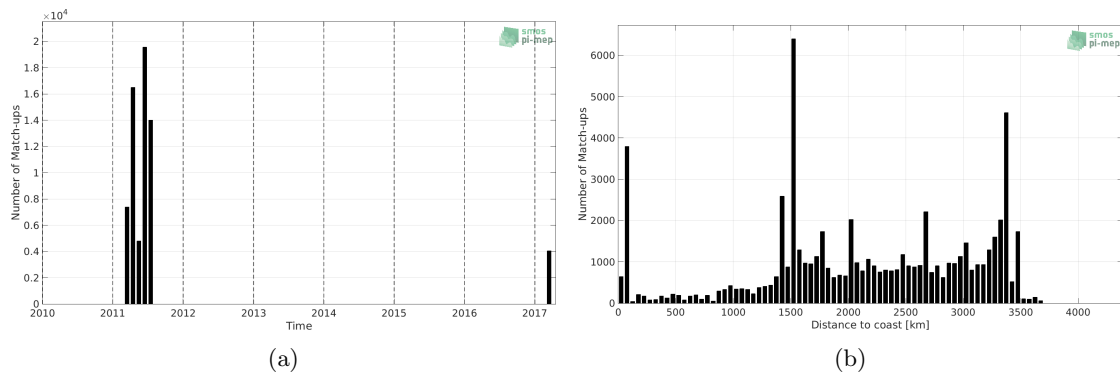 ×10⁴
2
1.8
1.6
1.4
1.2
1
0.8
0.6
0.4
0.2
0
Number of Match-ups
2010 2011 2012 2013 2014 2015 2016 2017
Time
smos
pi-mep
(a)
6000
5000
4000
3000
2000
1000
0
Number of Match-ups
0 500 1000 1500 2000 2500 3000 3500 4000
Distance to coast [km]
smos
pi-mep
(b)